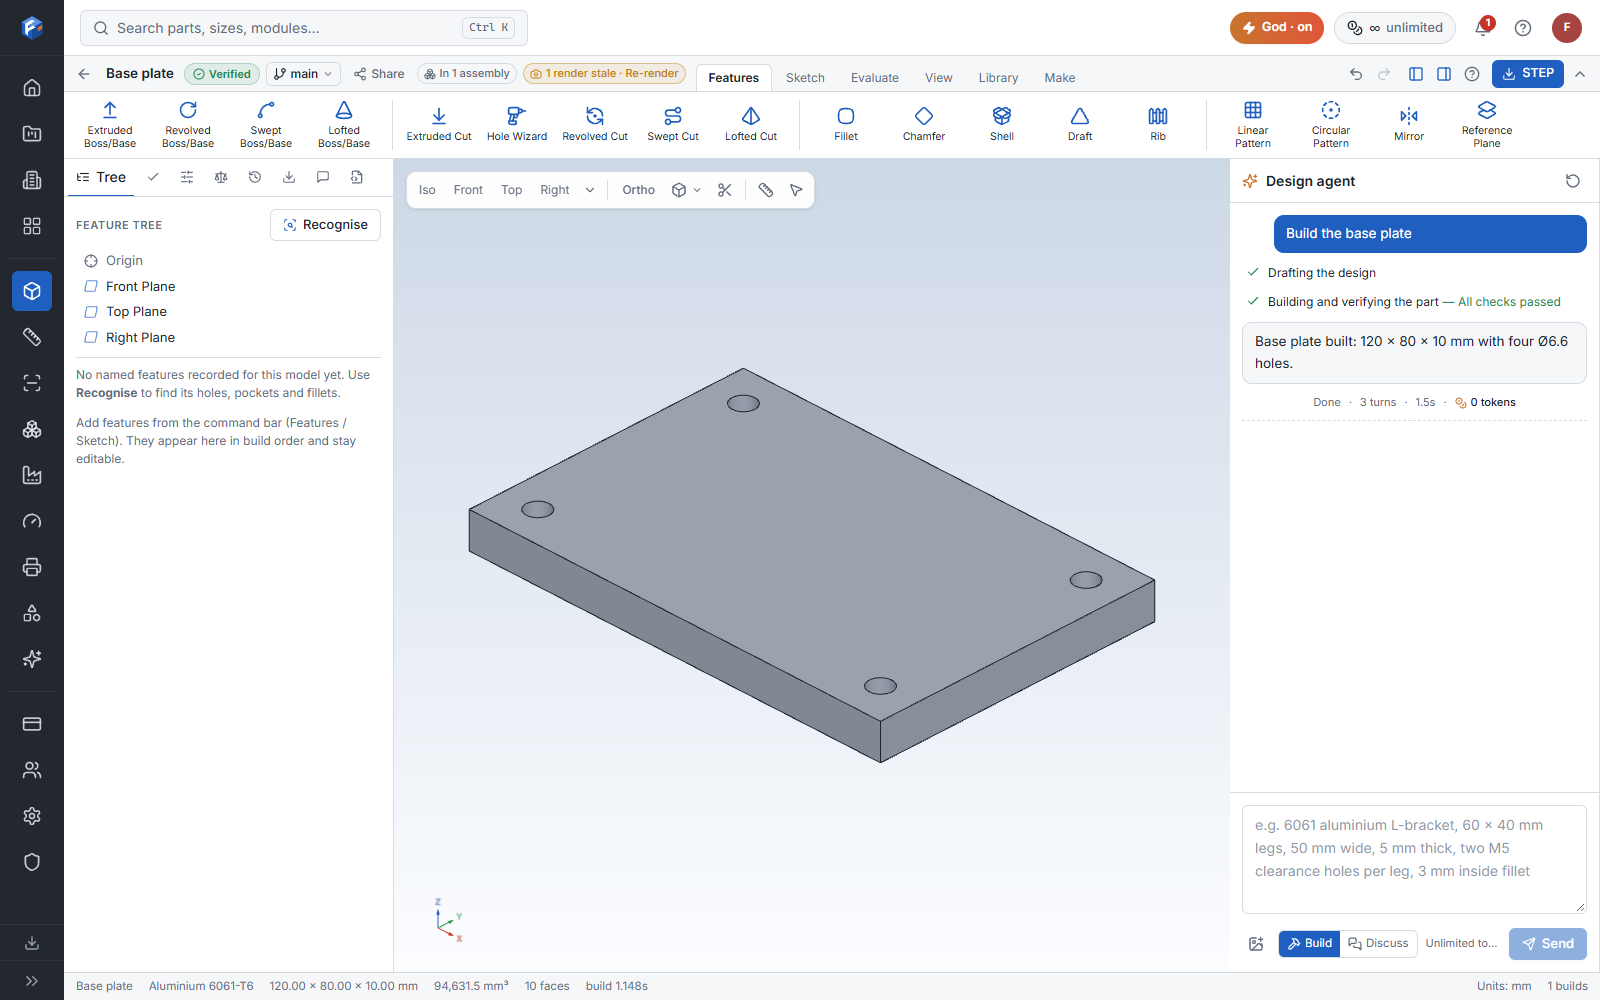 Search parts, sizes, modules...
Ctrl K
God · on
∞ unlimited
1
F
Base plate
Verified
main
Share
In 1 assembly
1 render stale · Re-render
Features
Sketch
Evaluate
View
Library
Make
STEP
Extruded Boss/Base
Revolved Boss/Base
Swept Boss/Base
Lofted Boss/Base
Extruded Cut
Hole Wizard
Revolved Cut
Swept Cut
Lofted Cut
Fillet
Chamfer
Shell
Draft
Rib
Linear Pattern
Circular Pattern
Mirror
Reference Plane
Tree
FEATURE TREE
Recognise
Origin
Front Plane
Top Plane
Right Plane
No named features recorded for this model yet. Use
Recognise to find its holes, pockets and fillets.
Add features from the command bar (Features /
Sketch). They appear here in build order and stay
editable.
Iso
Front
Top
Right
Ortho
Z
Y
X
Design agent
Build the base plate
Drafting the design
Building and verifying the part — All checks passed
Base plate built: 120 × 80 × 10 mm with four Ø6.6
holes.
Done · 3 turns · 1.5s · 0 tokens
e.g. 6061 aluminium L-bracket, 60 × 40 mm
legs, 50 mm wide, 5 mm thick, two M5
clearance holes per leg, 3 mm inside fillet
Build
Discuss
Unlimited to...
Send
Base plate
Aluminium 6061-T6
120.00 × 80.00 × 10.00 mm
94,631.5 mm³
10 faces
build 1.148s
Units: mm
1 builds